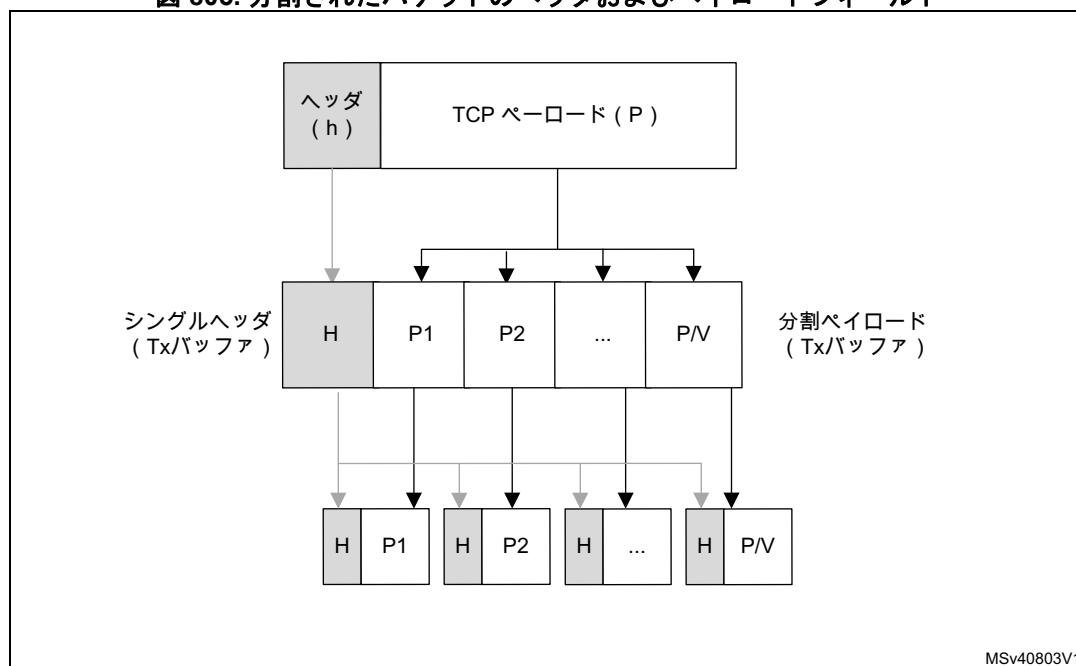 ヘッダ
( h )
TCP ペーロード ( P )
シングルヘッダ
( Txバッファ )
H
P1
P2
...
P/V
分割ペイロード
( Txバッファ )
H
P1
H
P2
H
...
H
P/V
MSv40803V1